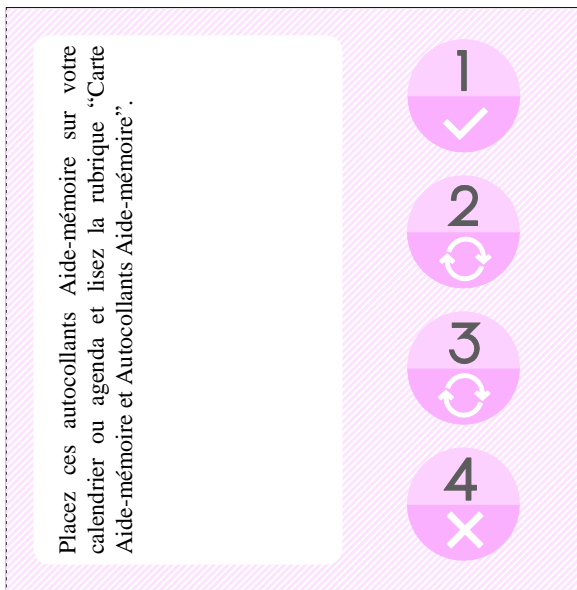 Placez ces autocollants Aide-mémoire sur votre
calendrier ou agenda et lisez la rubrique “Carte
Aide-mémoire et Autocollants Aide-mémoire”.
1
2
3
4